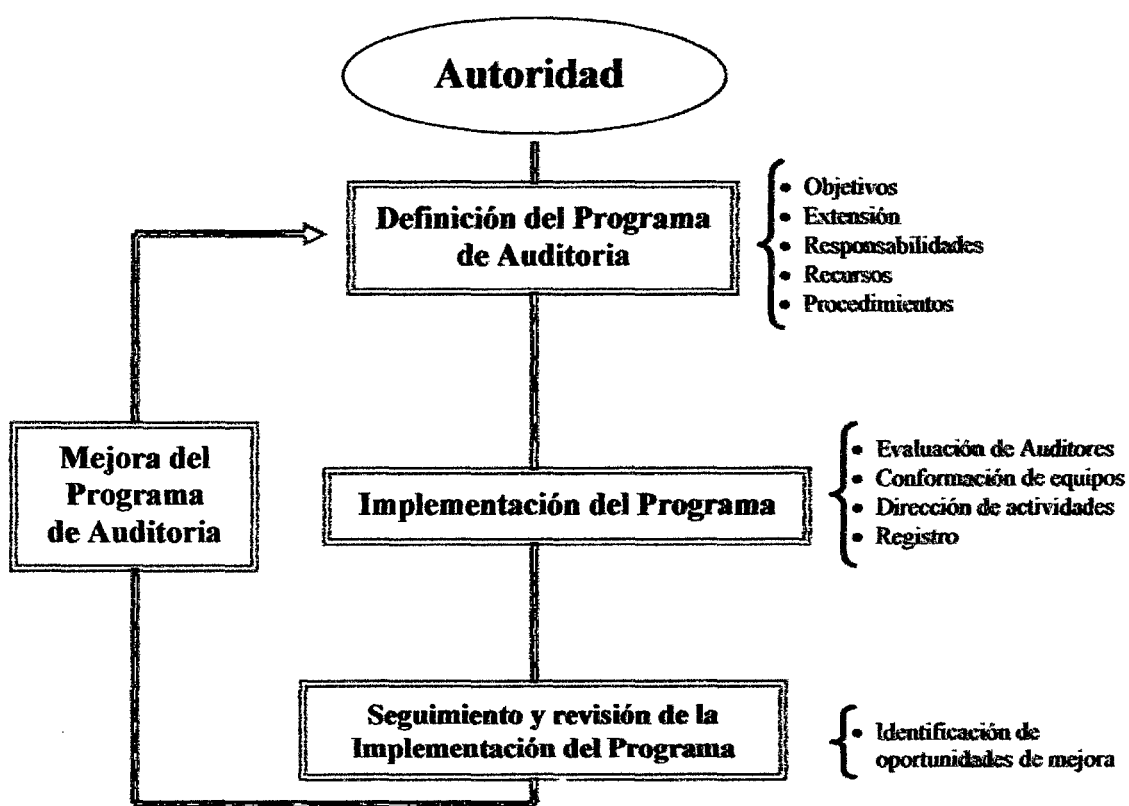 Autoridad
Definición del Programa
de Auditoria
• Objetivos
• Extensión
• Responsabilidades
• Recursos
• Procedimientos
Mejora del
Programa
de Auditoria
Implementación del Programa
• Evaluación de Auditores
• Conformación de equipos
• Dirección de actividades
• Registro
Seguimiento y revisión de la
Implementación del Programa
• Identificación de
oportunidades de mejora